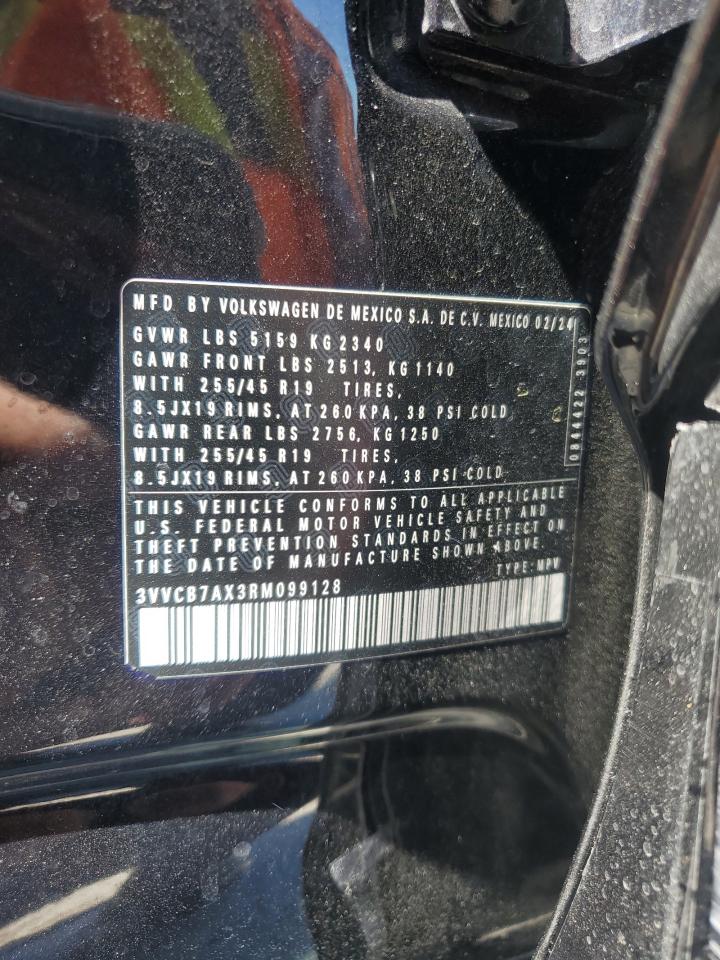 MFD BY VOLKSWAGEN DE MEXICO S.A. DE C.V. MEXICO 02/24
GVWR LBS 5159 KG 2340
GAWR FRONT LBS 2513, KG 1140
WITH 255/45 R19 TIRES,
8.5JX19 RIMS, AT 260 KPA, 38 PSI COLD
GAWR REAR LBS 2756, KG 1250
WITH 255/45 R19 TIRES,
8.5JX19 RIMS, AT 260 KPA, 38 PSI COLD
0844422 3903
THIS VEHICLE CONFORMS TO ALL APPLICABLE
U.S. FEDERAL MOTOR VEHICLE SAFETY AND
THEFT PREVENTION STANDARDS IN EFFECT ON
THE DATE OF MANUFACTURE SHOWN ABOVE.
TYPE: MPV
3VVCB7AX3RM099128